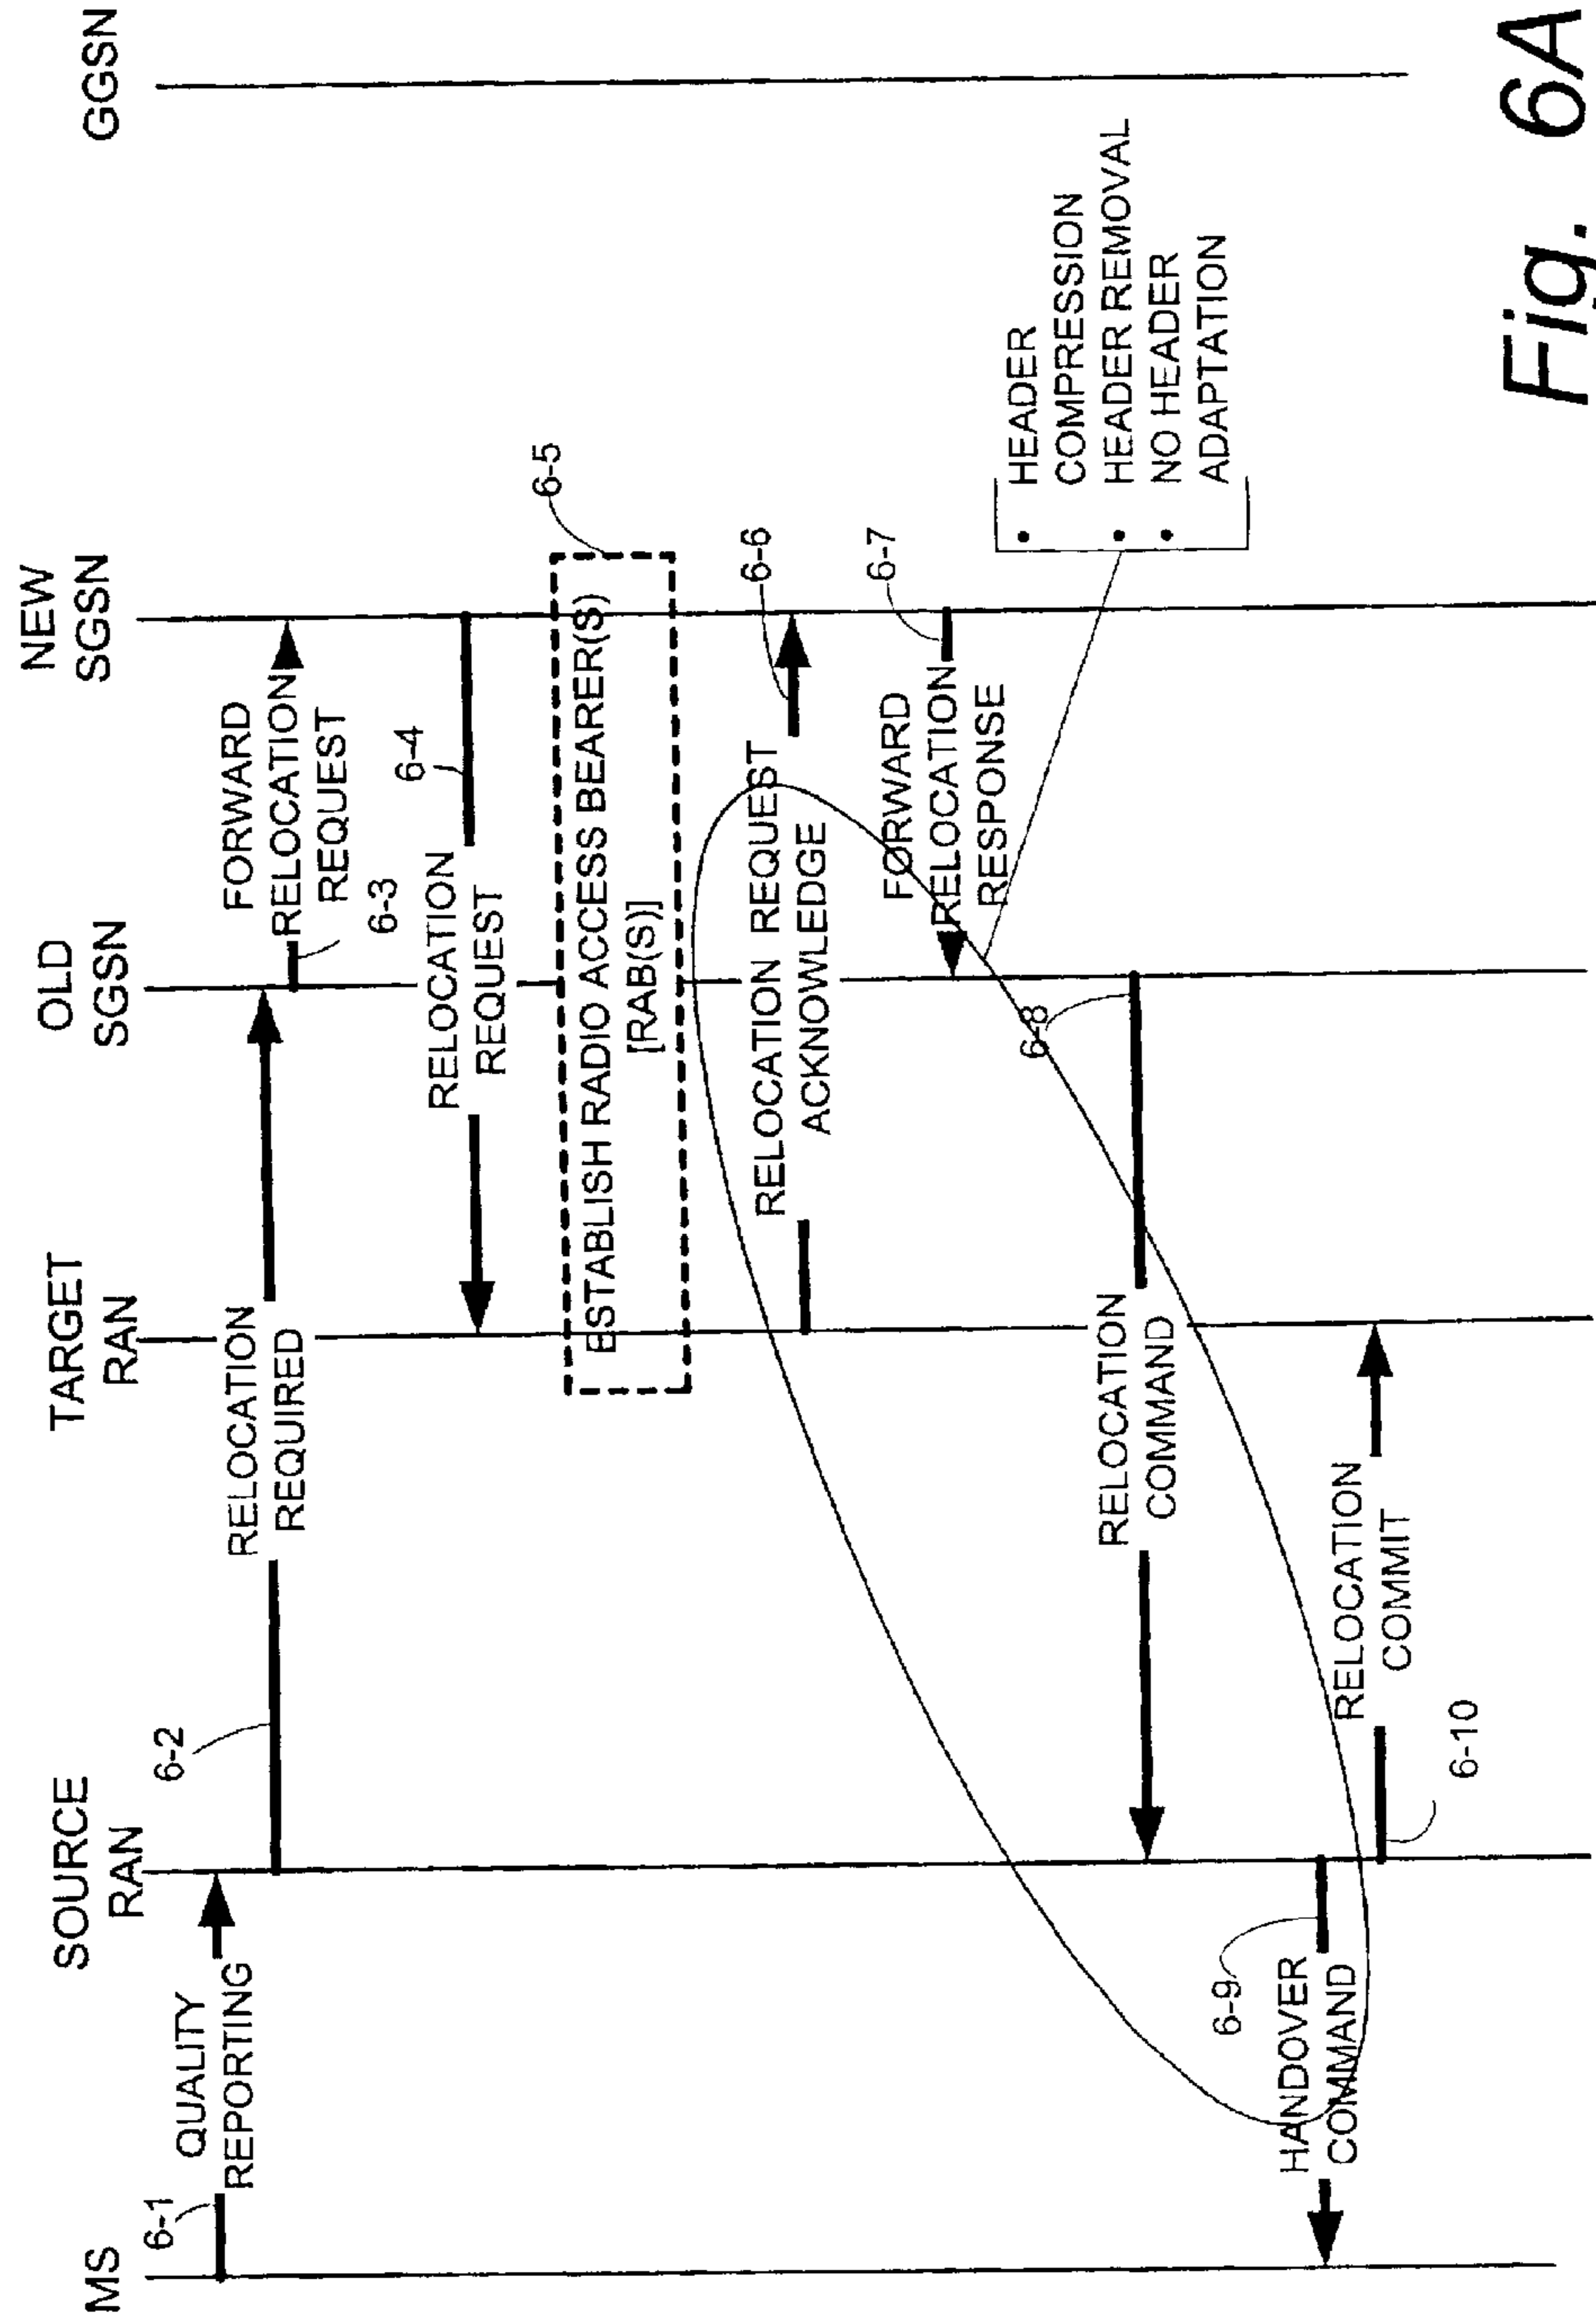 MS
SOURCE
RAN
TARGET
RAN
OLD
SGSN
NEW
SGSN
GGSN
6-1
QUALITY
REPORTING
6-2
RELOCATION
REQUIRED
FORWARD
RELOCATION
REQUEST
6-3
6-4
RELOCATION
REQUEST
6-5
ESTABLISH RADIO ACCESS BEARER(S)
[RAB(S)]
6-6
RELOCATION REQUEST
ACKNOWLEDGE
6-7
FORWARD
RELOCATION
RESPONSE
• HEADER
COMPRESSION
• HEADER REMOVAL
• NO HEADER
ADAPTATION
6-8
RELOCATION
COMMAND
6-9
HANDOVER
COMMAND
RELOCATION
COMMIT
6-10
Fig. 6A